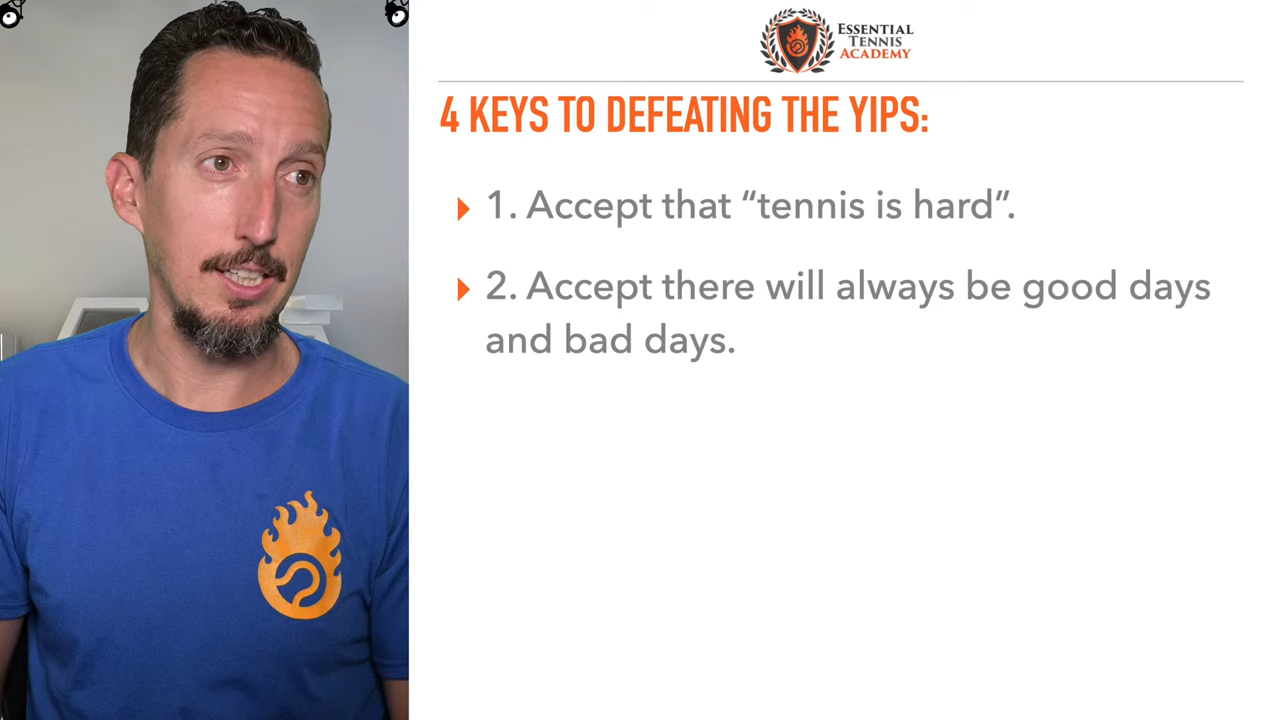 ESSENTIAL
TENNIS
ACADEMY
4 KEYS TO DEFEATING THE YIPS:
1. Accept that “tennis is hard”.
2. Accept there will always be good days
and bad days.